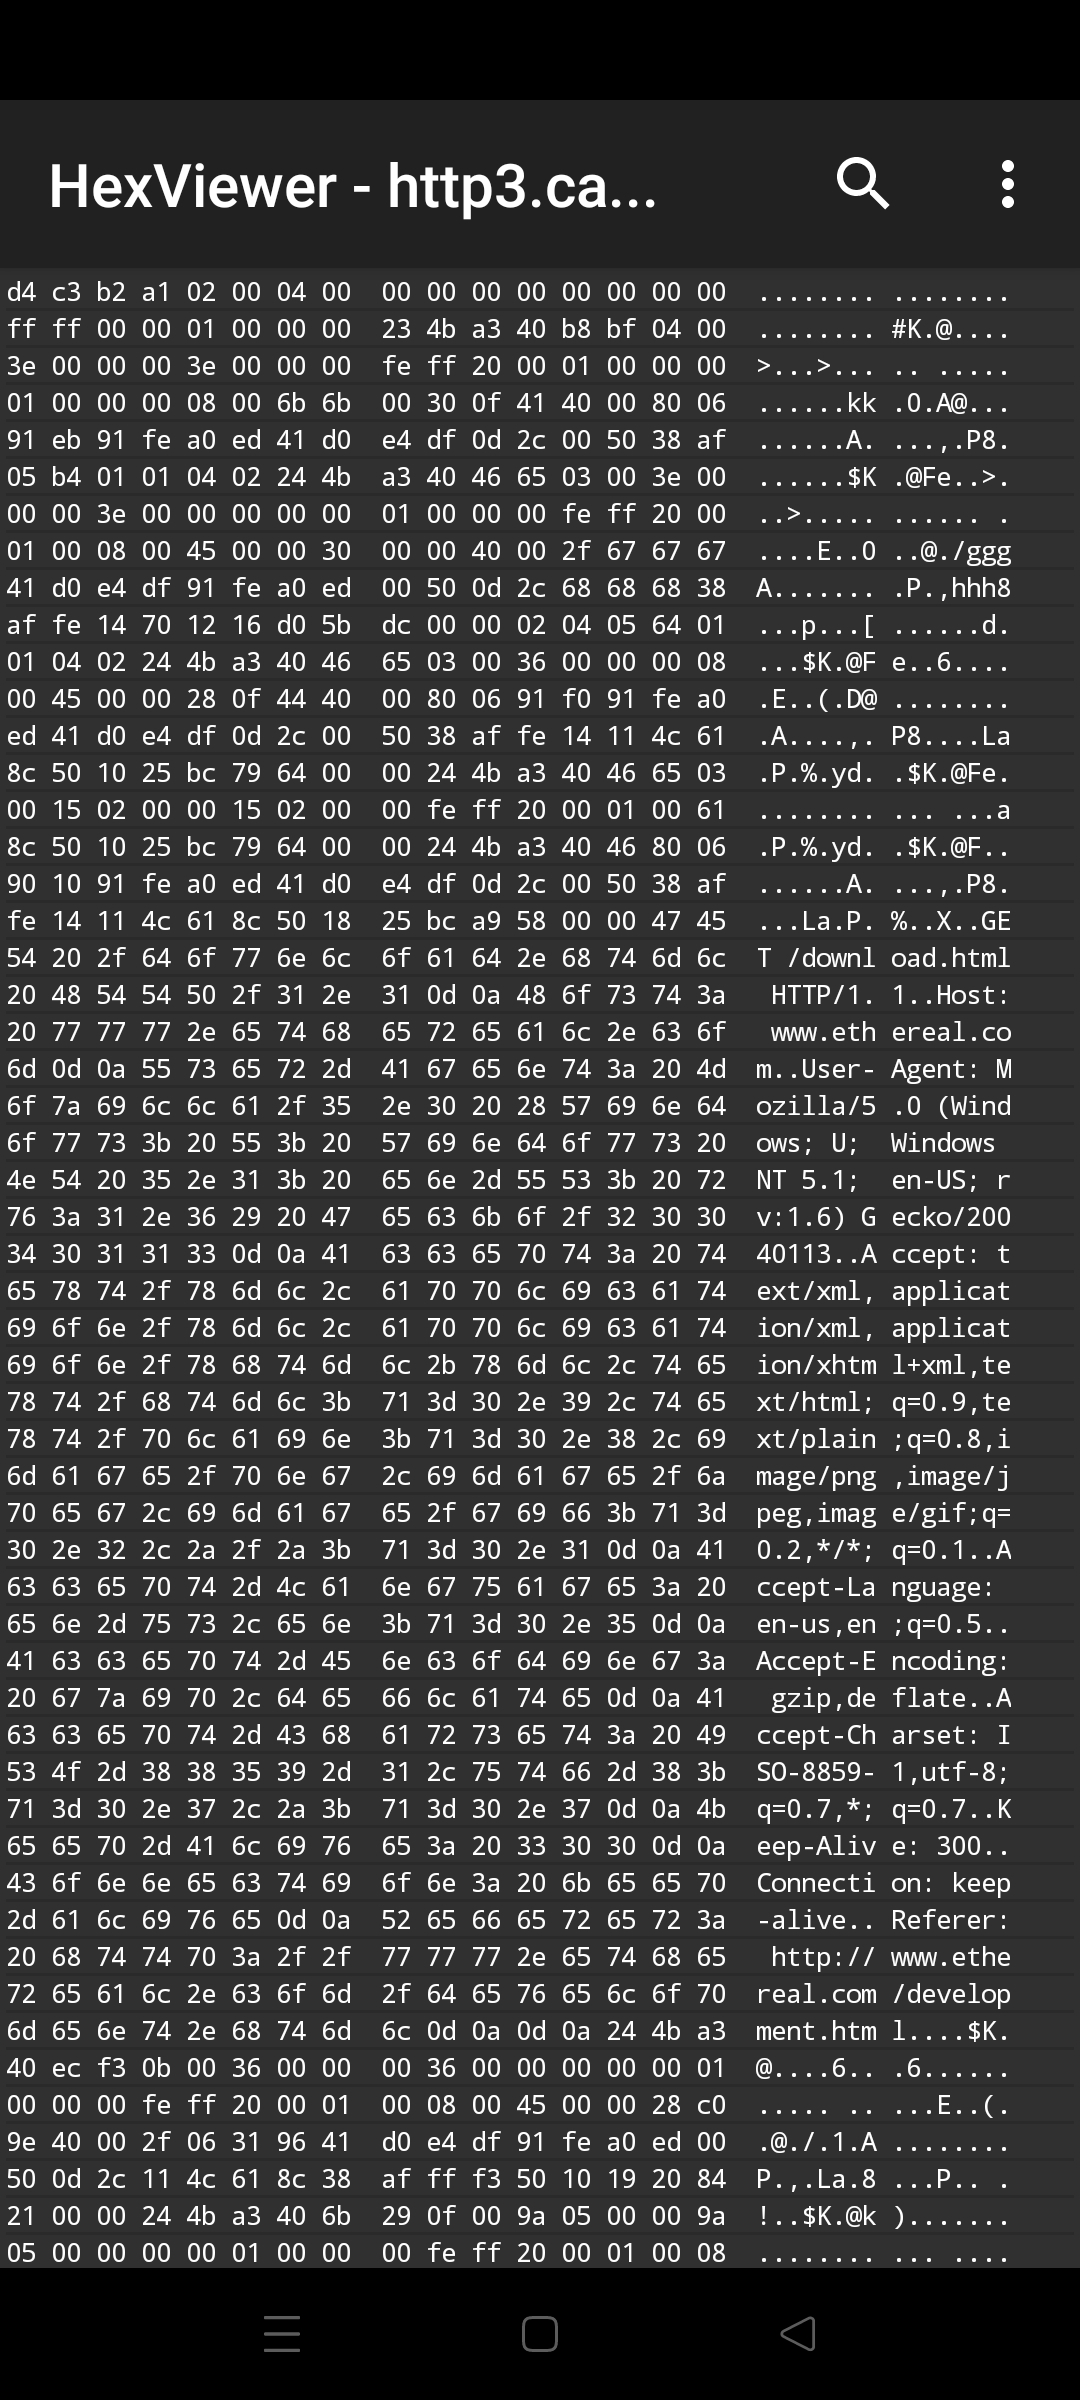 HexViewer - http3.ca...
d4 c3 b2 a1 02 00 04 00  00 00 00 00 00 00 00 00  ........ ........
ff ff 00 00 01 00 00 00  23 4b a3 40 b8 bf 04 00  ........ #K.@....
3e 00 00 00 3e 00 00 00  fe ff 20 00 01 00 00 00  >...>... .. .....
01 00 00 00 08 00 6b 6b  00 30 0f 41 40 00 80 06  ......kk .0.A@...
91 eb 91 fe a0 ed 41 d0  e4 df 0d 2c 00 50 38 af  ......A. ...,.P8.
05 b4 01 01 04 02 24 4b  a3 40 46 65 03 00 3e 00  ......$K .@Fe..>.
00 00 3e 00 00 00 00 00  01 00 00 00 fe ff 20 00  ..>..... ...... .
01 00 08 00 45 00 00 30  00 00 40 00 2f 67 67 67  ....E..0 ..@./ggg
41 d0 e4 df 91 fe a0 ed  00 50 0d 2c 68 68 68 38  A....... .P.,hhh8
af fe 14 70 12 16 d0 5b  dc 00 00 02 04 05 64 01  ...p...[ ......d.
01 04 02 24 4b a3 40 46  65 03 00 36 00 00 00 08  ...$K.@F e..6....
00 45 00 00 28 0f 44 40  00 80 06 91 f0 91 fe a0  .E..(.D@ ........
ed 41 d0 e4 df 0d 2c 00  50 38 af fe 14 11 4c 61  .A....,. P8....La
8c 50 10 25 bc 79 64 00  00 24 4b a3 40 46 65 03  .P.%.yd. .$K.@Fe.
00 15 02 00 00 15 02 00  00 fe ff 20 00 01 00 61  ........ ... ...a
8c 50 10 25 bc 79 64 00  00 24 4b a3 40 46 80 06  .P.%.yd. .$K.@F..
90 10 91 fe a0 ed 41 d0  e4 df 0d 2c 00 50 38 af  ......A. ...,.P8.
fe 14 11 4c 61 8c 50 18  25 bc a9 58 00 00 47 45  ...La.P. %..X..GE
54 20 2f 64 6f 77 6e 6c  6f 61 64 2e 68 74 6d 6c  T /downl oad.html
20 48 54 54 50 2f 31 2e  31 0d 0a 48 6f 73 74 3a   HTTP/1. 1..Host:
20 77 77 77 2e 65 74 68  65 72 65 61 6c 2e 63 6f   www.eth ereal.co
6d 0d 0a 55 73 65 72 2d  41 67 65 6e 74 3a 20 4d  m..User- Agent: M
6f 7a 69 6c 6c 61 2f 35  2e 30 20 28 57 69 6e 64  ozilla/5 .0 (Wind
6f 77 73 3b 20 55 3b 20  57 69 6e 64 6f 77 73 20  ows; U;  Windows
4e 54 20 35 2e 31 3b 20  65 6e 2d 55 53 3b 20 72  NT 5.1;  en-US; r
76 3a 31 2e 36 29 20 47  65 63 6b 6f 2f 32 30 30  v:1.6) G ecko/200
34 30 31 31 33 0d 0a 41  63 63 65 70 74 3a 20 74  40113..A ccept: t
65 78 74 2f 78 6d 6c 2c  61 70 70 6c 69 63 61 74  ext/xml, applicat
69 6f 6e 2f 78 6d 6c 2c  61 70 70 6c 69 63 61 74  ion/xml, applicat
69 6f 6e 2f 78 68 74 6d  6c 2b 78 6d 6c 2c 74 65  ion/xhtm l+xml,te
78 74 2f 68 74 6d 6c 3b  71 3d 30 2e 39 2c 74 65  xt/html; q=0.9,te
78 74 2f 70 6c 61 69 6e  3b 71 3d 30 2e 38 2c 69  xt/plain ;q=0.8,i
6d 61 67 65 2f 70 6e 67  2c 69 6d 61 67 65 2f 6a  mage/png ,image/j
70 65 67 2c 69 6d 61 67  65 2f 67 69 66 3b 71 3d  peg,imag e/gif;q=
30 2e 32 2c 2a 2f 2a 3b  71 3d 30 2e 31 0d 0a 41  0.2,*/*; q=0.1..A
63 63 65 70 74 2d 4c 61  6e 67 75 61 67 65 3a 20  ccept-La nguage:
65 6e 2d 75 73 2c 65 6e  3b 71 3d 30 2e 35 0d 0a  en-us,en ;q=0.5..
41 63 63 65 70 74 2d 45  6e 63 6f 64 69 6e 67 3a  Accept-E ncoding:
20 67 7a 69 70 2c 64 65  66 6c 61 74 65 0d 0a 41   gzip,de flate..A
63 63 65 70 74 2d 43 68  61 72 73 65 74 3a 20 49  ccept-Ch arset: I
53 4f 2d 38 38 35 39 2d  31 2c 75 74 66 2d 38 3b  SO-8859- 1,utf-8;
71 3d 30 2e 37 2c 2a 3b  71 3d 30 2e 37 0d 0a 4b  q=0.7,*; q=0.7..K
65 65 70 2d 41 6c 69 76  65 3a 20 33 30 30 0d 0a  eep-Aliv e: 300..
43 6f 6e 6e 65 63 74 69  6f 6e 3a 20 6b 65 65 70  Connecti on: keep
2d 61 6c 69 76 65 0d 0a  52 65 66 65 72 65 72 3a  -alive.. Referer:
20 68 74 74 70 3a 2f 2f  77 77 77 2e 65 74 68 65   http:// www.ethe
72 65 61 6c 2e 63 6f 6d  2f 64 65 76 65 6c 6f 70  real.com /develop
6d 65 6e 74 2e 68 74 6d  6c 0d 0a 0d 0a 24 4b a3  ment.htm l....$K.
40 ec f3 0b 00 36 00 00  00 36 00 00 00 00 00 01  @....6.. .6......
00 00 00 fe ff 20 00 01  00 08 00 45 00 00 28 c0  ..... .. ...E..(.
9e 40 00 2f 06 31 96 41  d0 e4 df 91 fe a0 ed 00  .@./.1.A ........
50 0d 2c 11 4c 61 8c 38  af ff f3 50 10 19 20 84  P.,.La.8 ...P.. .
21 00 00 24 4b a3 40 6b  29 0f 00 9a 05 00 00 9a  !..$K.@k ).......
05 00 00 00 00 01 00 00  00 fe ff 20 00 01 00 08  ........ ... ....